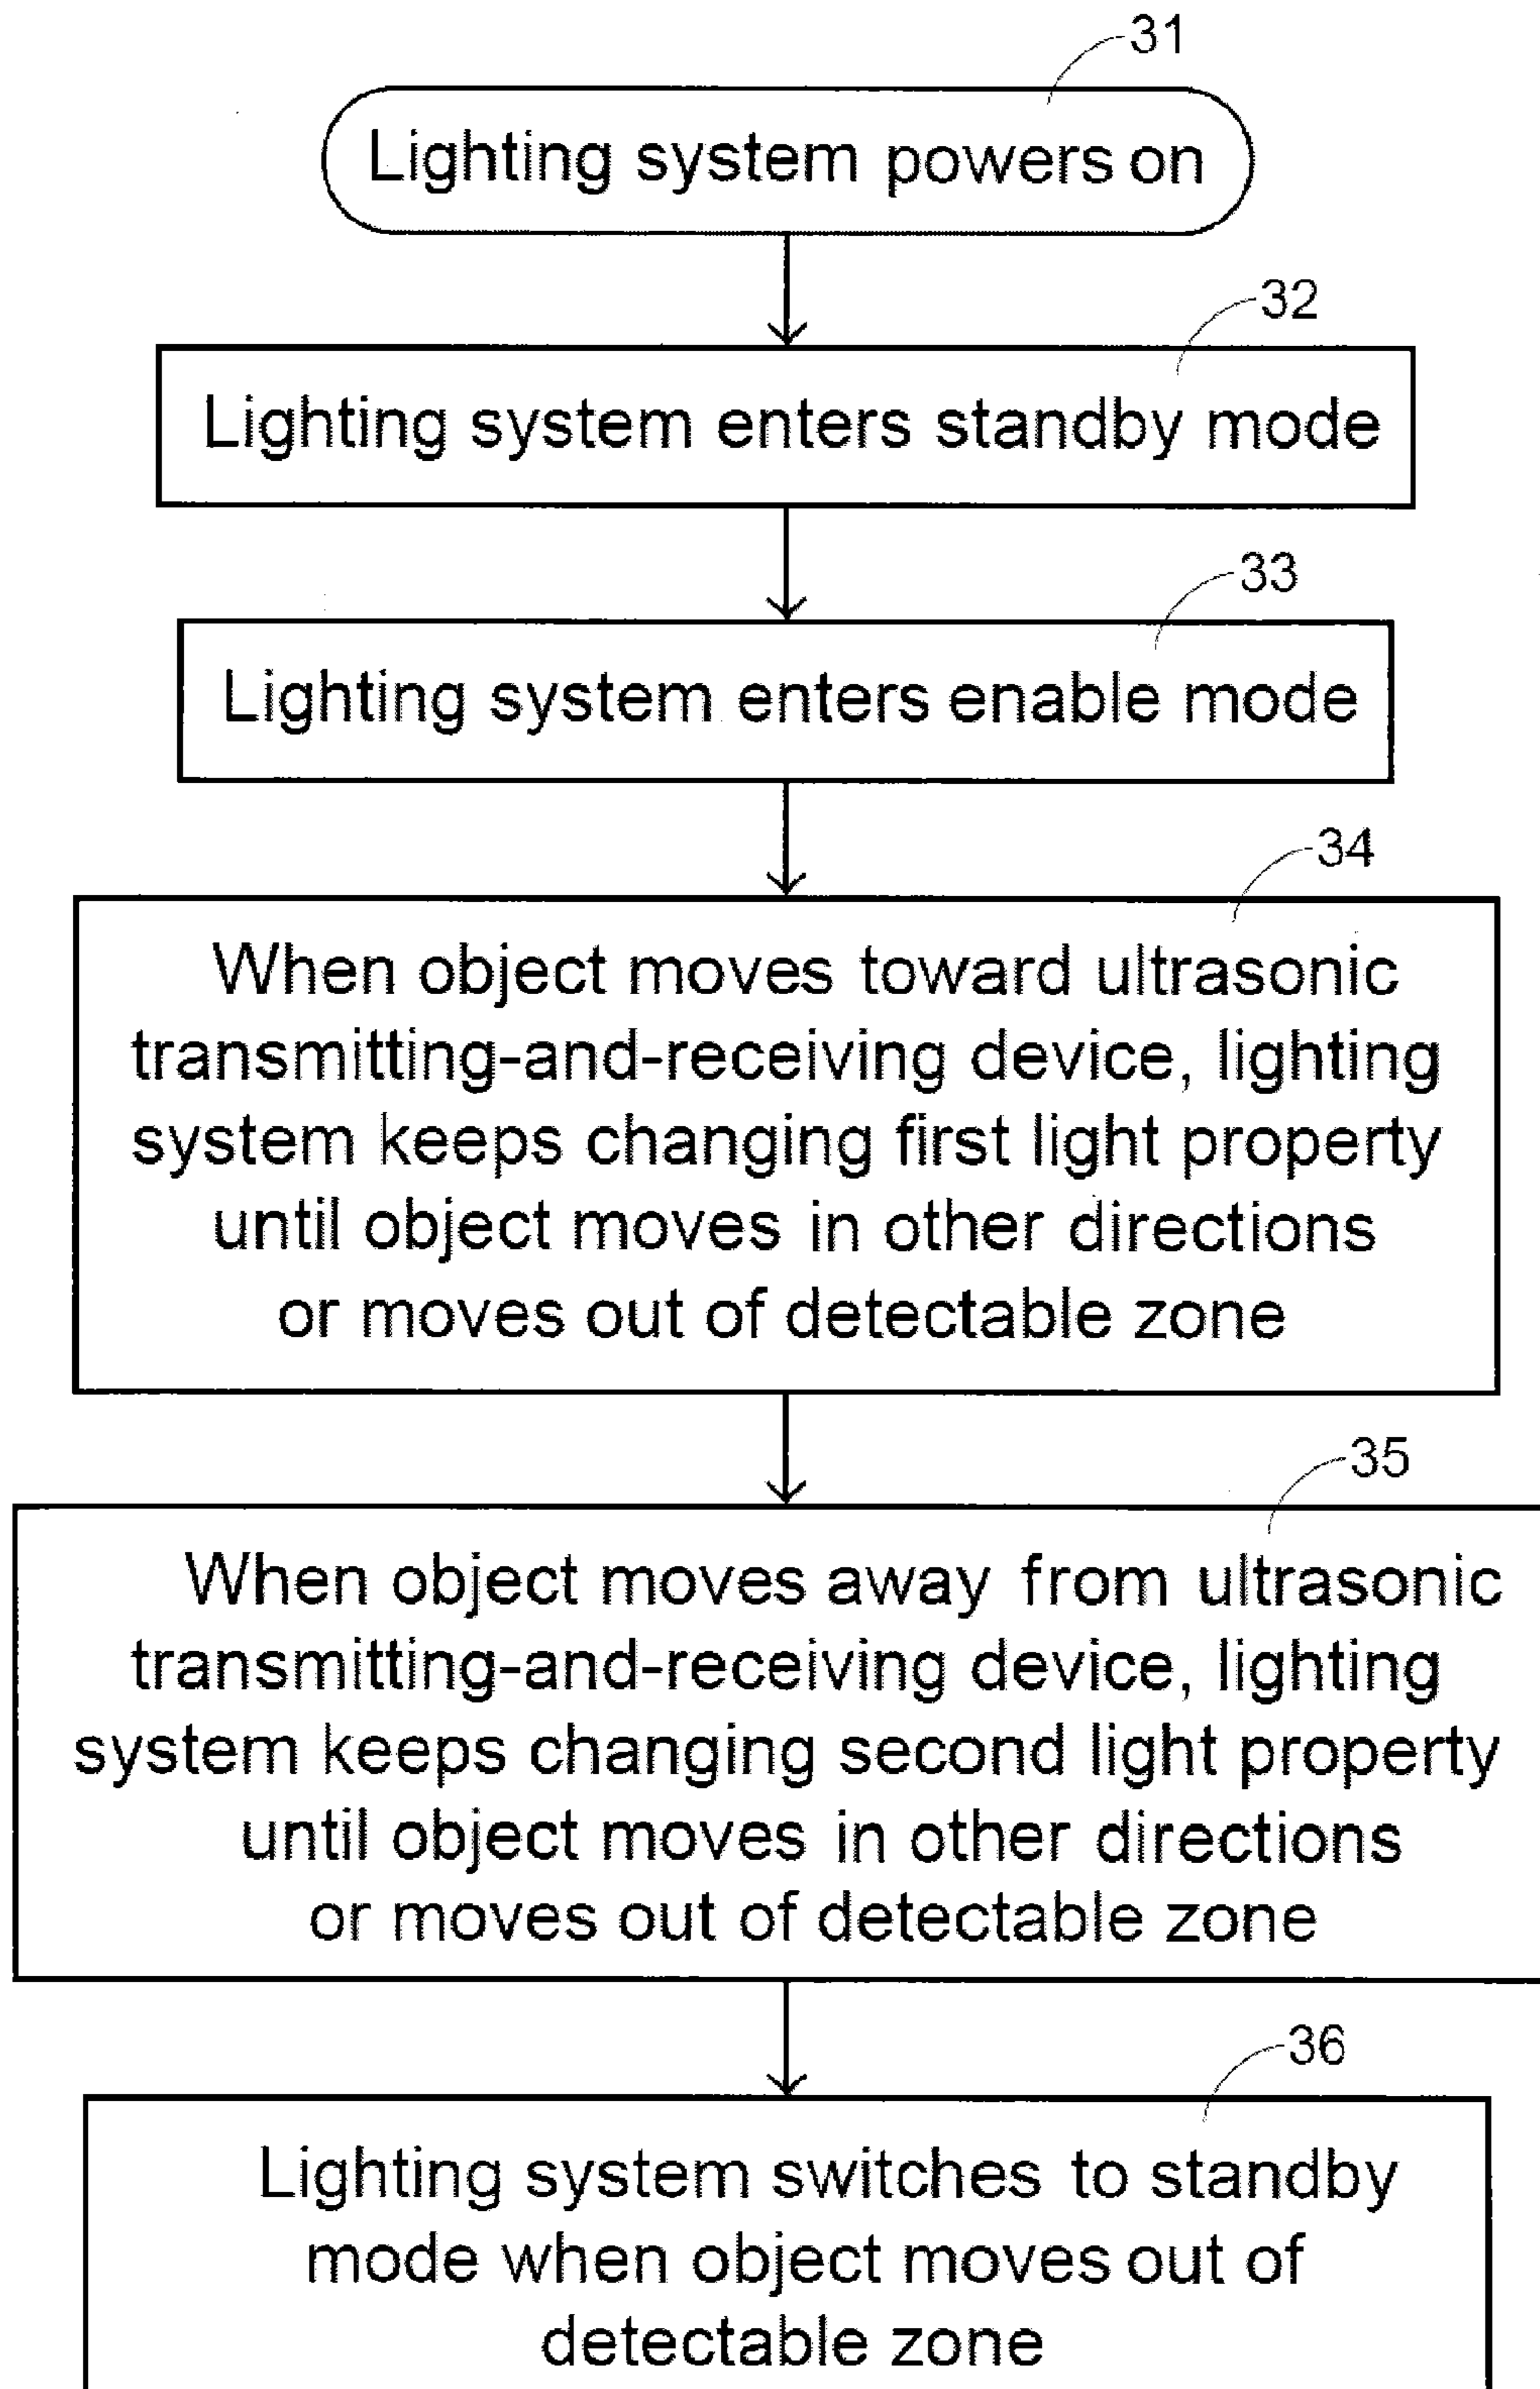 31
Lighting system powers on
32
Lighting system enters standby mode
33
Lighting system enters enable mode
34
When object moves toward ultrasonic
transmitting-and-receiving device, lighting
system keeps changing first light property
until object moves in other directions
or moves out of detectable zone
35
When object moves away from ultrasonic
transmitting-and-receiving device, lighting
system keeps changing second light property
until object moves in other directions
or moves out of detectable zone
36
Lighting system switches to standby
mode when object moves out of
detectable zone